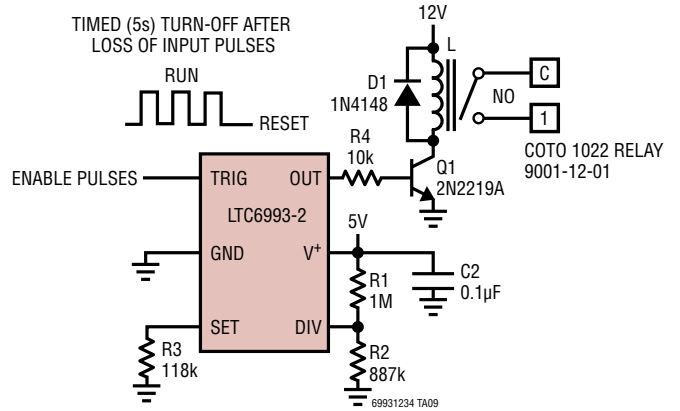 TIMED (5s) TURN-OFF AFTER
LOSS OF INPUT PULSES
RUN
RESET
12V
L
D1
1N4148
C
NO
1
COTO 1022 RELAY
9001-12-01
R4
10k
Q1
2N2219A
ENABLE PULSES
TRIG
OUT
LTC6993-2
5V
GND
V+
R1
1M
C2
0.1µF
SET
DIV
R3
118k
R2
887k
69931234 TA09